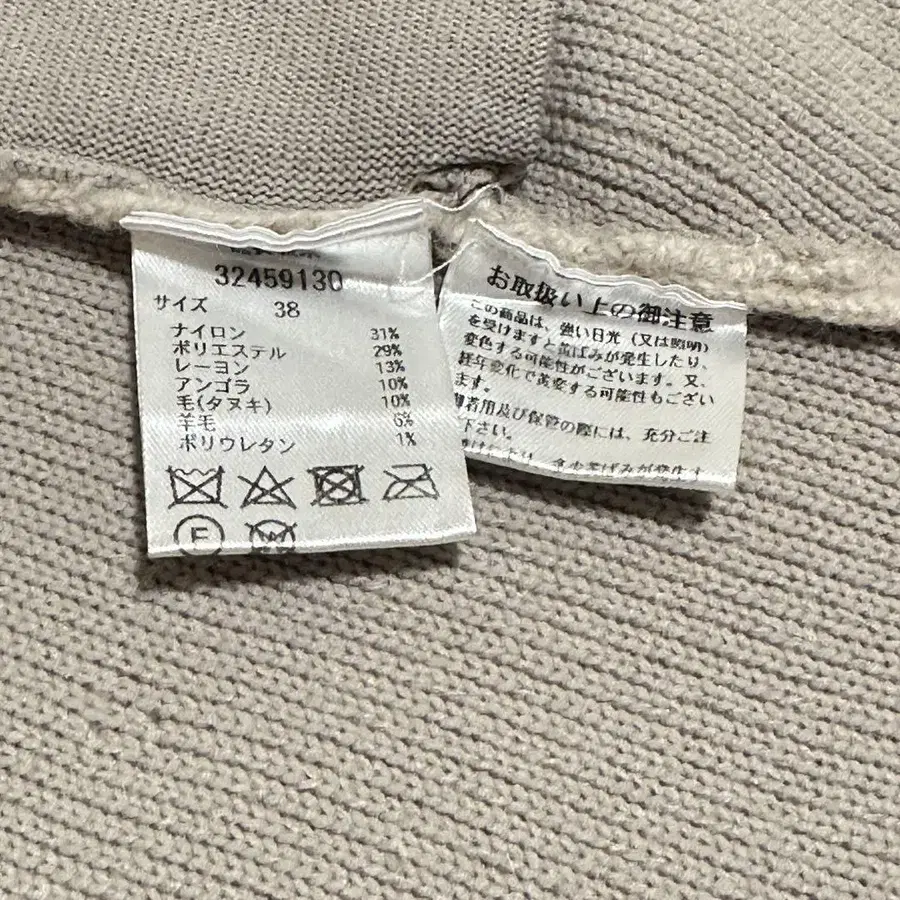 32459130
サイズ 38
ナイロン 31%
ポリエステル 29%
レーヨン 13%
アンゴラ 10%
毛(タヌキ) 10%
羊毛 6%
ポリウレタン 1%
F
W
お取扱い上の御注意
この商品は、強い日光(又は照明)
を受けますと黄ばみが発生したり、
変色する可能性がございます。又、
経年変化で黄変する可能性もござい
ます。
御着用及び保管の際には、充分ご注
下さい。